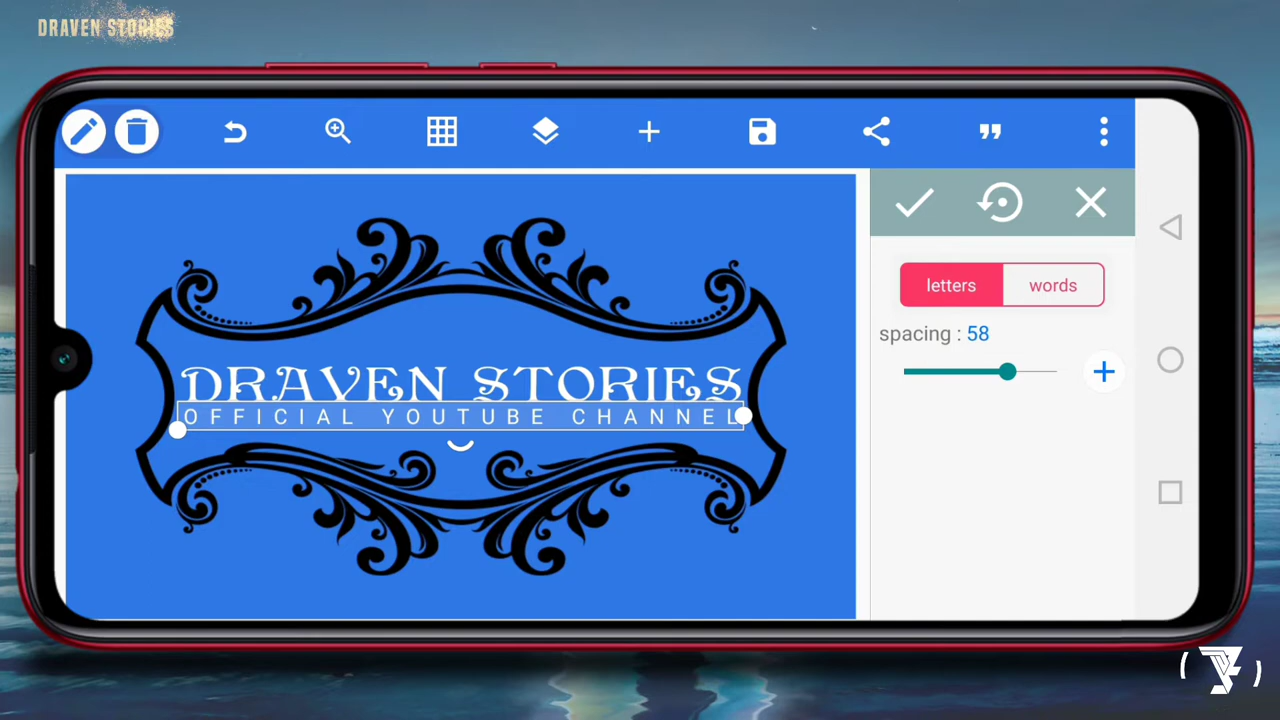 DRAVEN STORIES
letters words
spacing : 58
DRAVEN STORIES
OFFICIAL YOUTUBE CHANNEL